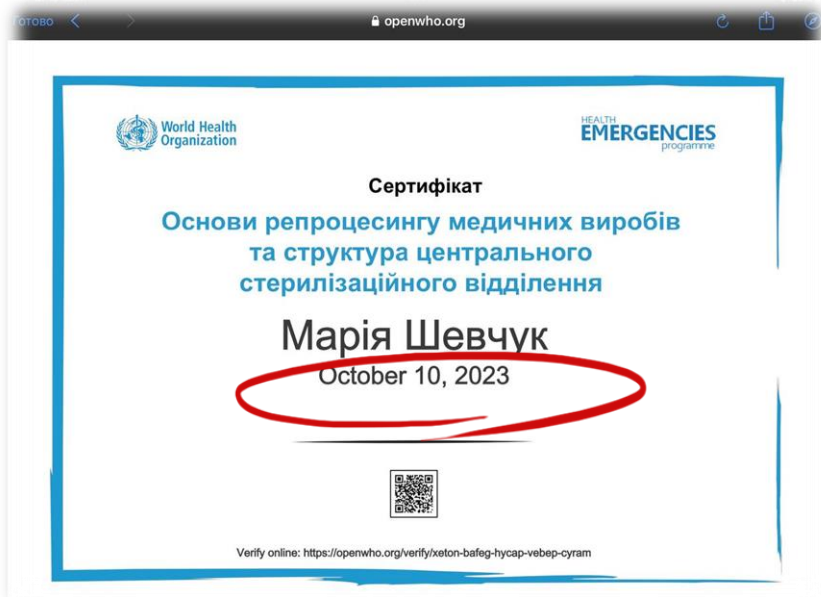 Готово
openwho.org
World Health
Organization
HEALTH
EMERGENCIES
programme
Сертифікат
Основи репроцесингу медичних виробів
та структура центрального
стерилізаційного відділення
Марія Шевчук
October 10, 2023
Verify online: https://openwho.org/verify/xeton-bafeg-hycap-vebep-cyram